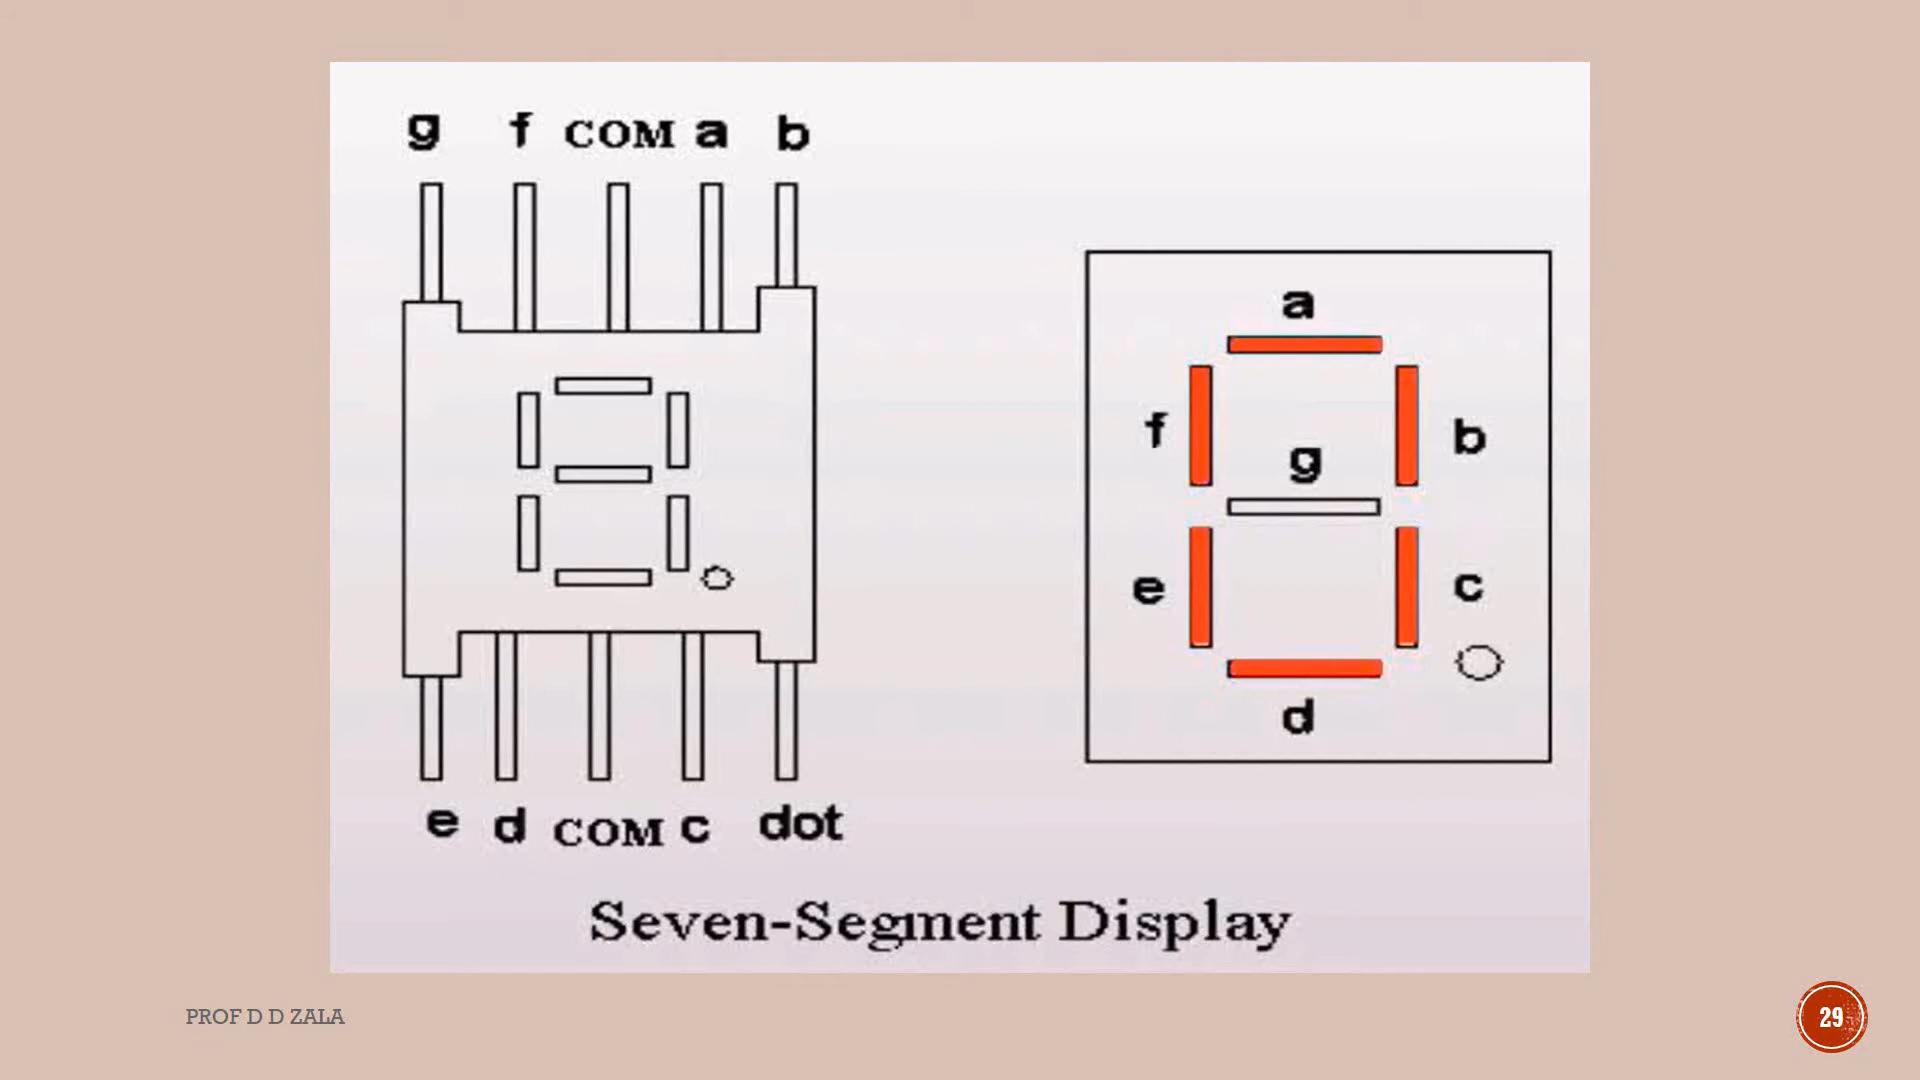 g f COM a b
a
f b
g
e c
d
e d COM c dot
Seven-Segment Display
PROF D D ZALA
29